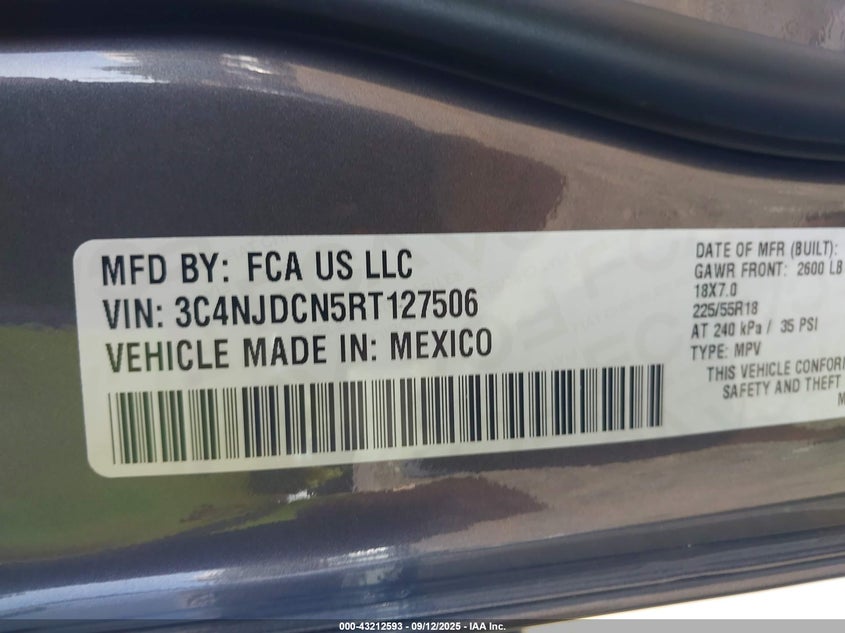 MFD BY: FCA US LLC
VIN: 3C4NJDCN5RT127506
VEHICLE MADE IN: MEXICO
DATE OF MFR (BUILT):
GAWR FRONT: 2600 LB
18X7.0
225/55R18
AT 240 kPa / 35 PSI
TYPE: MPV
THIS VEHICLE CONFOR
SAFETY AND THEFT
M
000-43212593 - 09/12/2025 - IAA Inc.